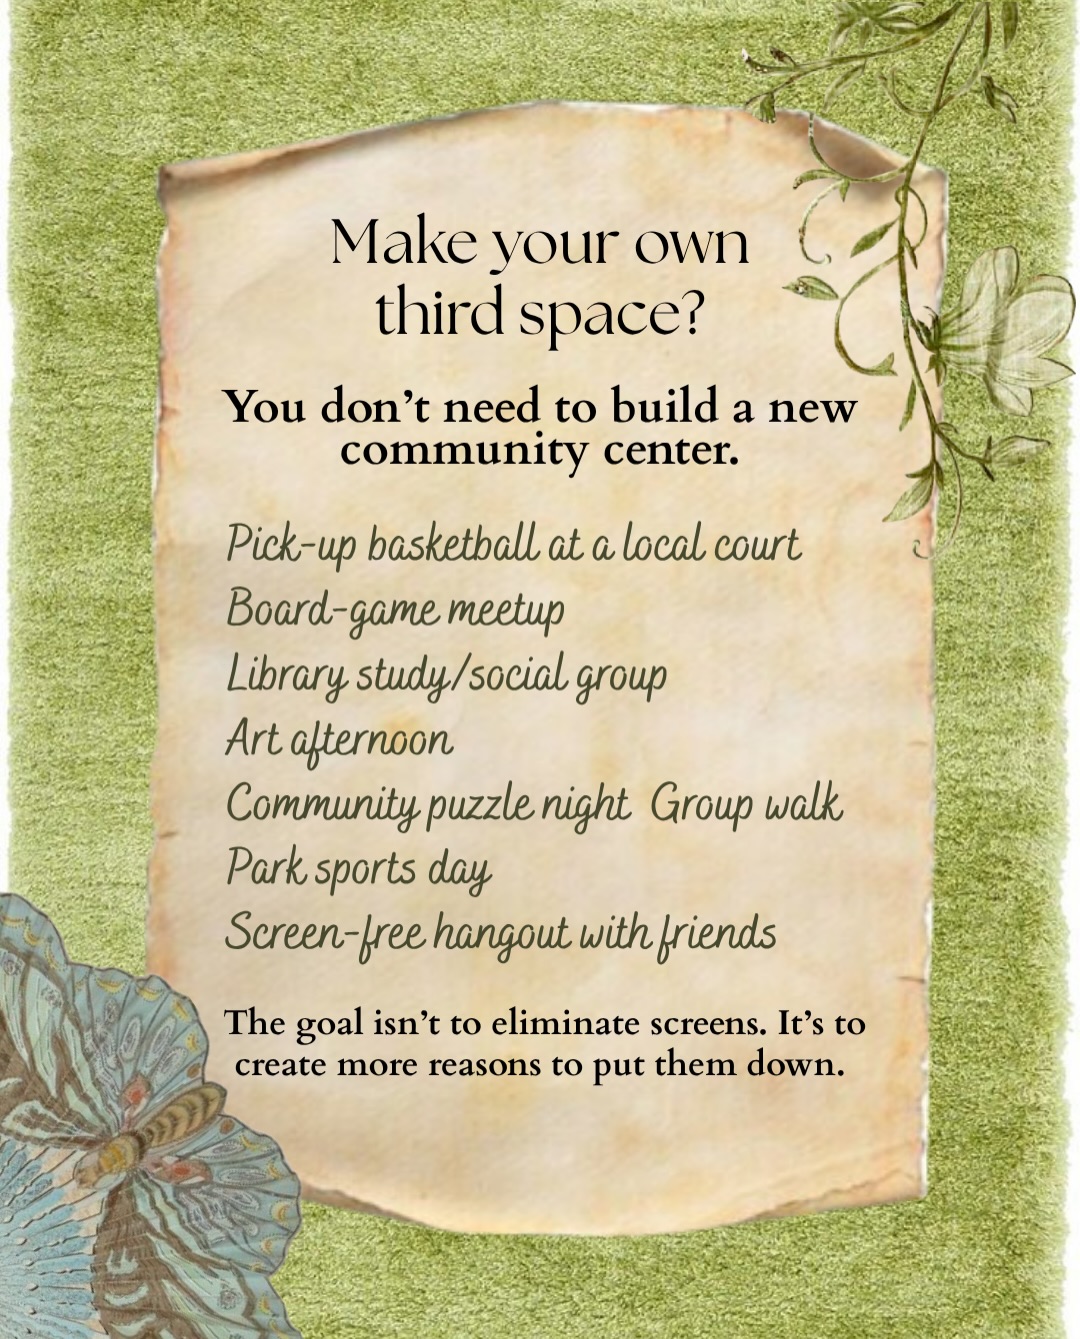 Make your own
third space?
You don't need to build a new
community center.
Pick-up basketball at a local court
Board-game meetup
Library study/social group
Art afternoon
Community puzzle night  Group walk
Park sports day
Screen-free hangout with friends
The goal isn't to eliminate screens. It's to
create more reasons to put them down.